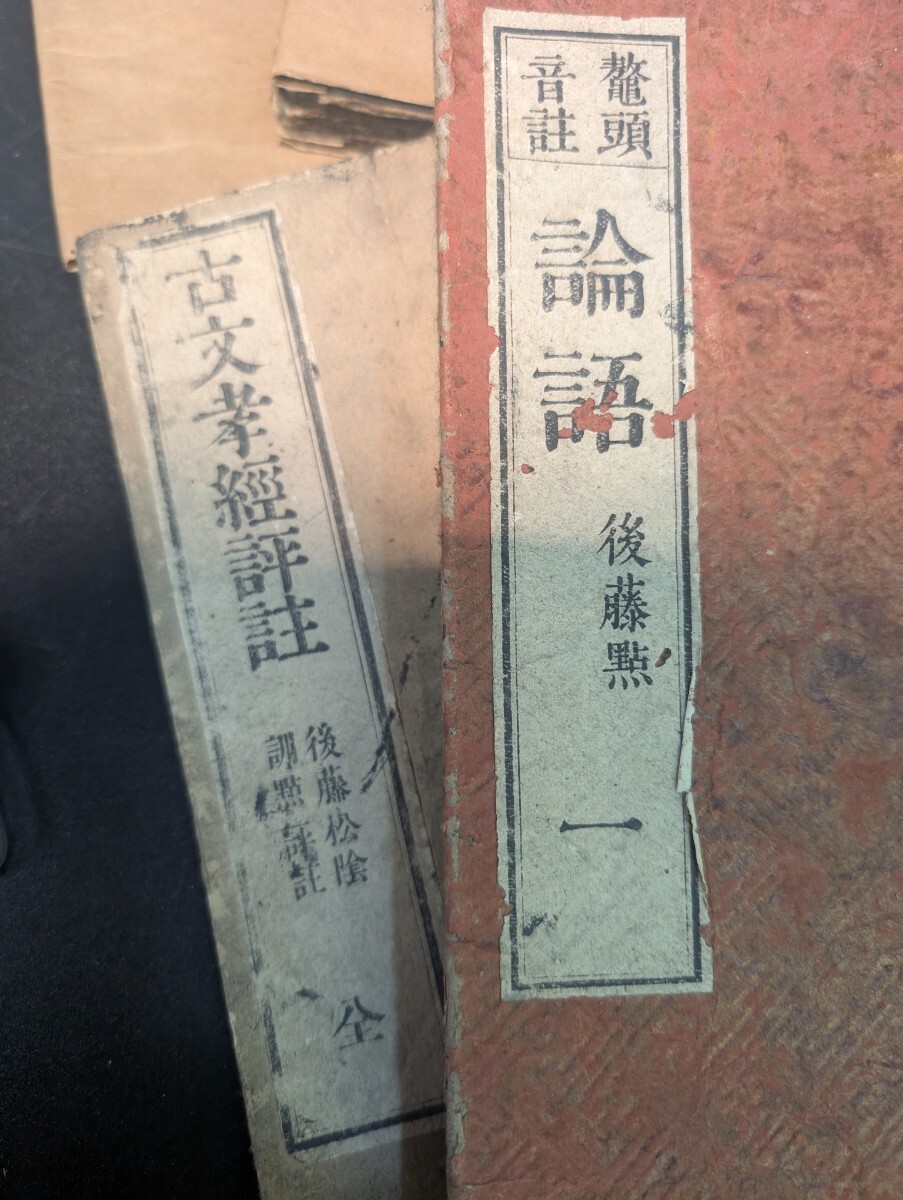 鼇頭
音註
論語
後藤點
一
古文孝經評註
後藤松陰
訓點評註
全